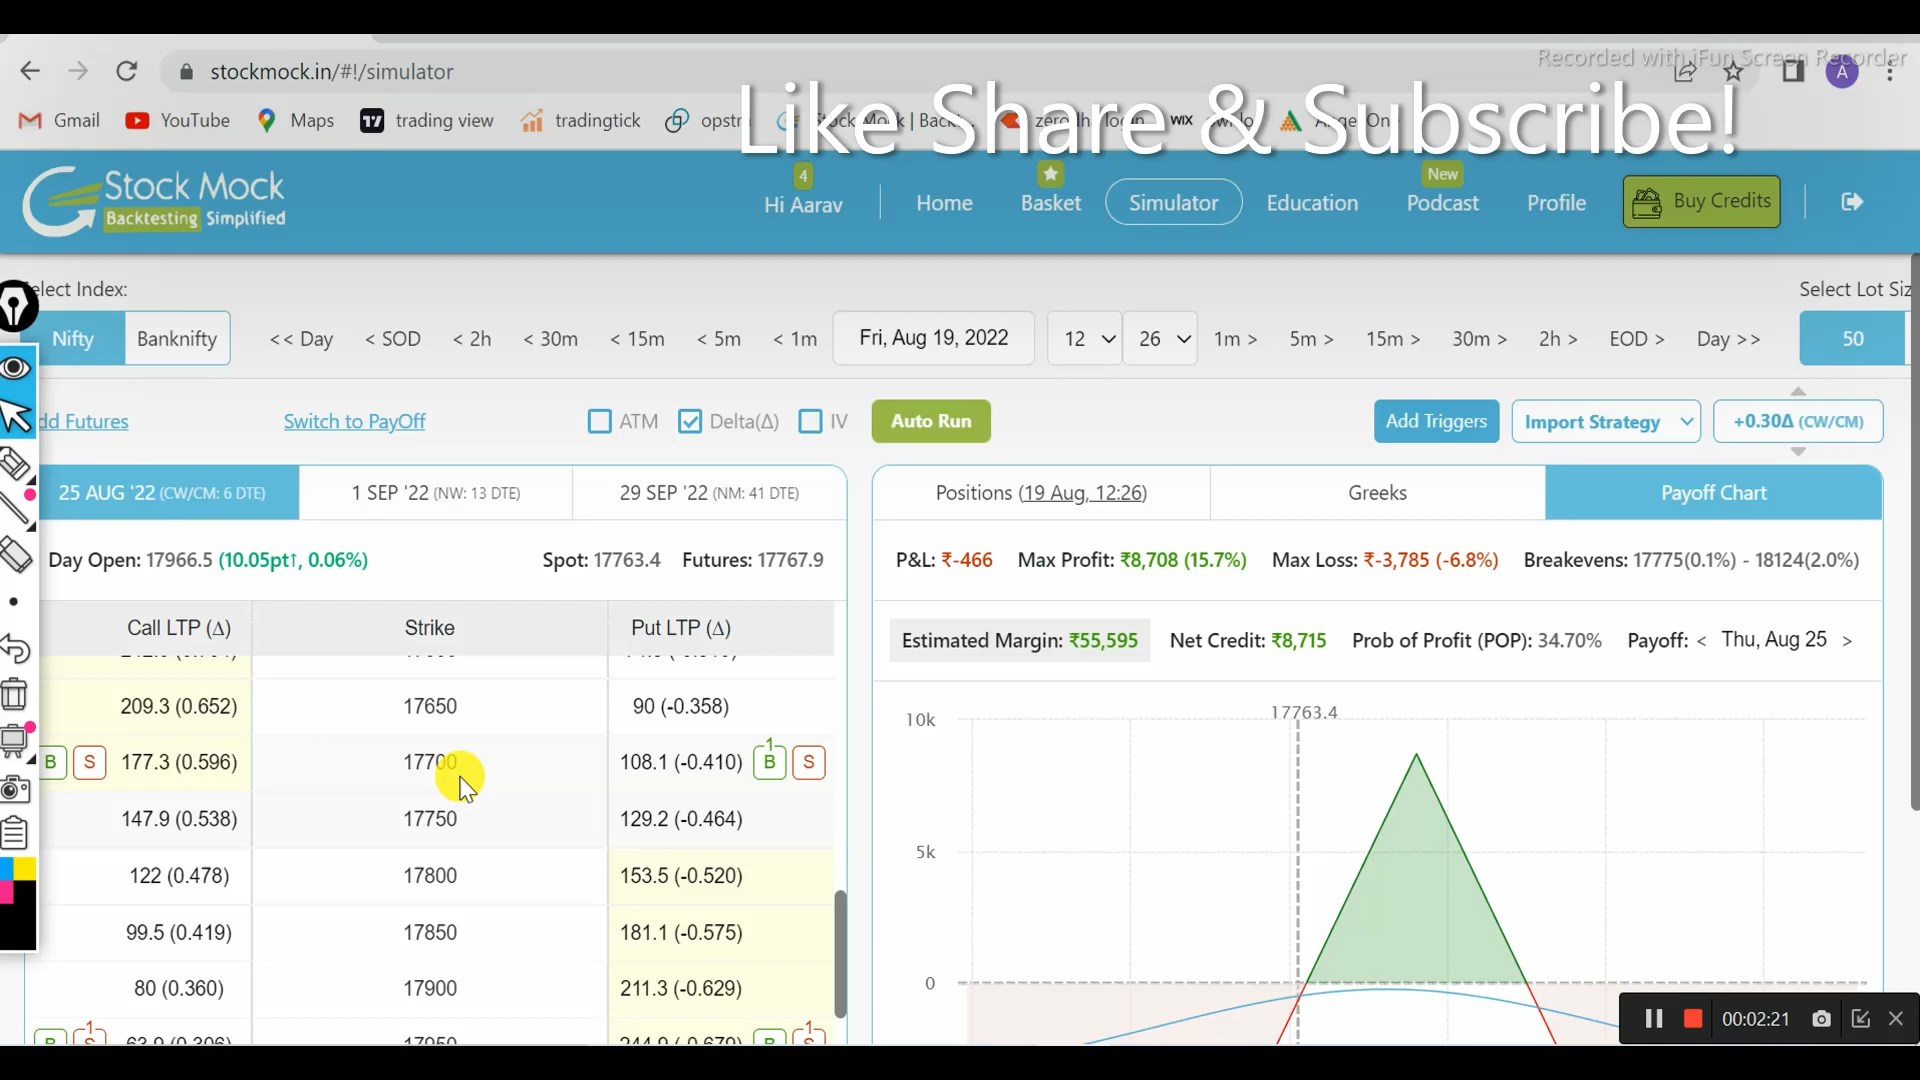 Recorded with iFun Screen Recorder
stockmock.in/#!/simulator
A
Like Share & Subscribe!
Gmail YouTube Maps trading view tradingtick
WIX
Stock Mock
Backtesting Simplified
4
Hi Aarav
Home
Basket
Simulator
Education
New
Podcast
Profile
Buy Credits
Select Index:
Select Lot Siz
Nifty
Banknifty
<< Day < SOD < 2h < 30m < 15m < 5m < 1m
Fri, Aug 19, 2022
12
26
1m > 5m > 15m > 30m > 2h > EOD > Day >>
50
dd Futures
Switch to PayOff
ATM Delta(Δ) IV
Auto Run
Add Triggers
Import Strategy
+0.30Δ (CW/CM)
25 AUG '22 (CW/CM: 6 DTE)
1 SEP '22 (NW: 13 DTE)
29 SEP '22 (NM: 41 DTE)
Positions (19 Aug, 12:26)
Greeks
Payoff Chart
Day Open: 17966.5 (10.05pt↑, 0.06%)
Spot: 17763.4 Futures: 17767.9
P&L: ₹-466 Max Profit: ₹8,708 (15.7%) Max Loss: ₹-3,785 (-6.8%) Breakevens: 17775(0.1%) - 18124(2.0%)
Call LTP (Δ) Strike Put LTP (Δ)
Estimated Margin: ₹55,595 Net Credit: ₹8,715 Prob of Profit (POP): 34.70% Payoff: < Thu, Aug 25 >
209.3 (0.652) 17650 90 (-0.358)
B S 177.3 (0.596) 17700 108.1 (-0.410) 1 B S
147.9 (0.538) 17750 129.2 (-0.464)
122 (0.478) 17800 153.5 (-0.520)
99.5 (0.419) 17850 181.1 (-0.575)
80 (0.360) 17900 211.3 (-0.629)
1 17950 1
17763.4
10k
5k
0
00:02:21